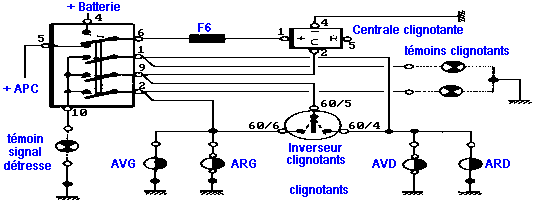 + Batterie
4
5
6
F6
1
4
+ C R
5
2
Centrale clignotante
1
témoins clignotants
9
2
+ APC
10
60/5
60/6
60/4
témoin
signal
détresse
Inverseur
clignotants
AVG
ARG
AVD
ARD
clignotants